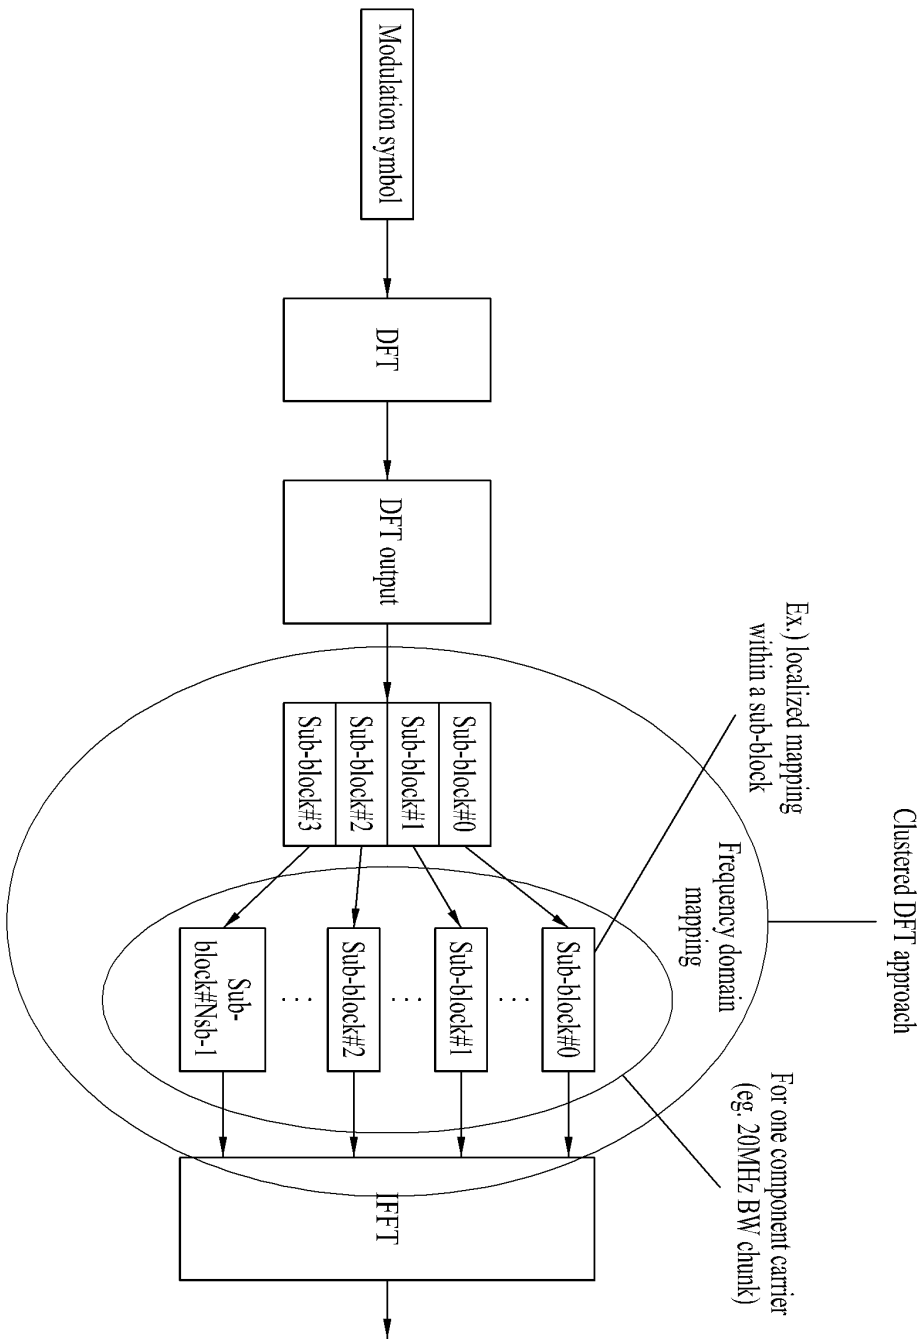 Clustered DFT approach
For one component carrier
(eg. 20MHz BW chunk)
Ex.) localized mapping
within a sub-block
Frequency domain
mapping
Modulation symbol
DFT
DFT output
Sub-block#0
Sub-block#1
Sub-block#2
Sub-block#3
Sub-block#0
Sub-block#1
Sub-block#2
Sub-
block#Nsb-1
IFFT